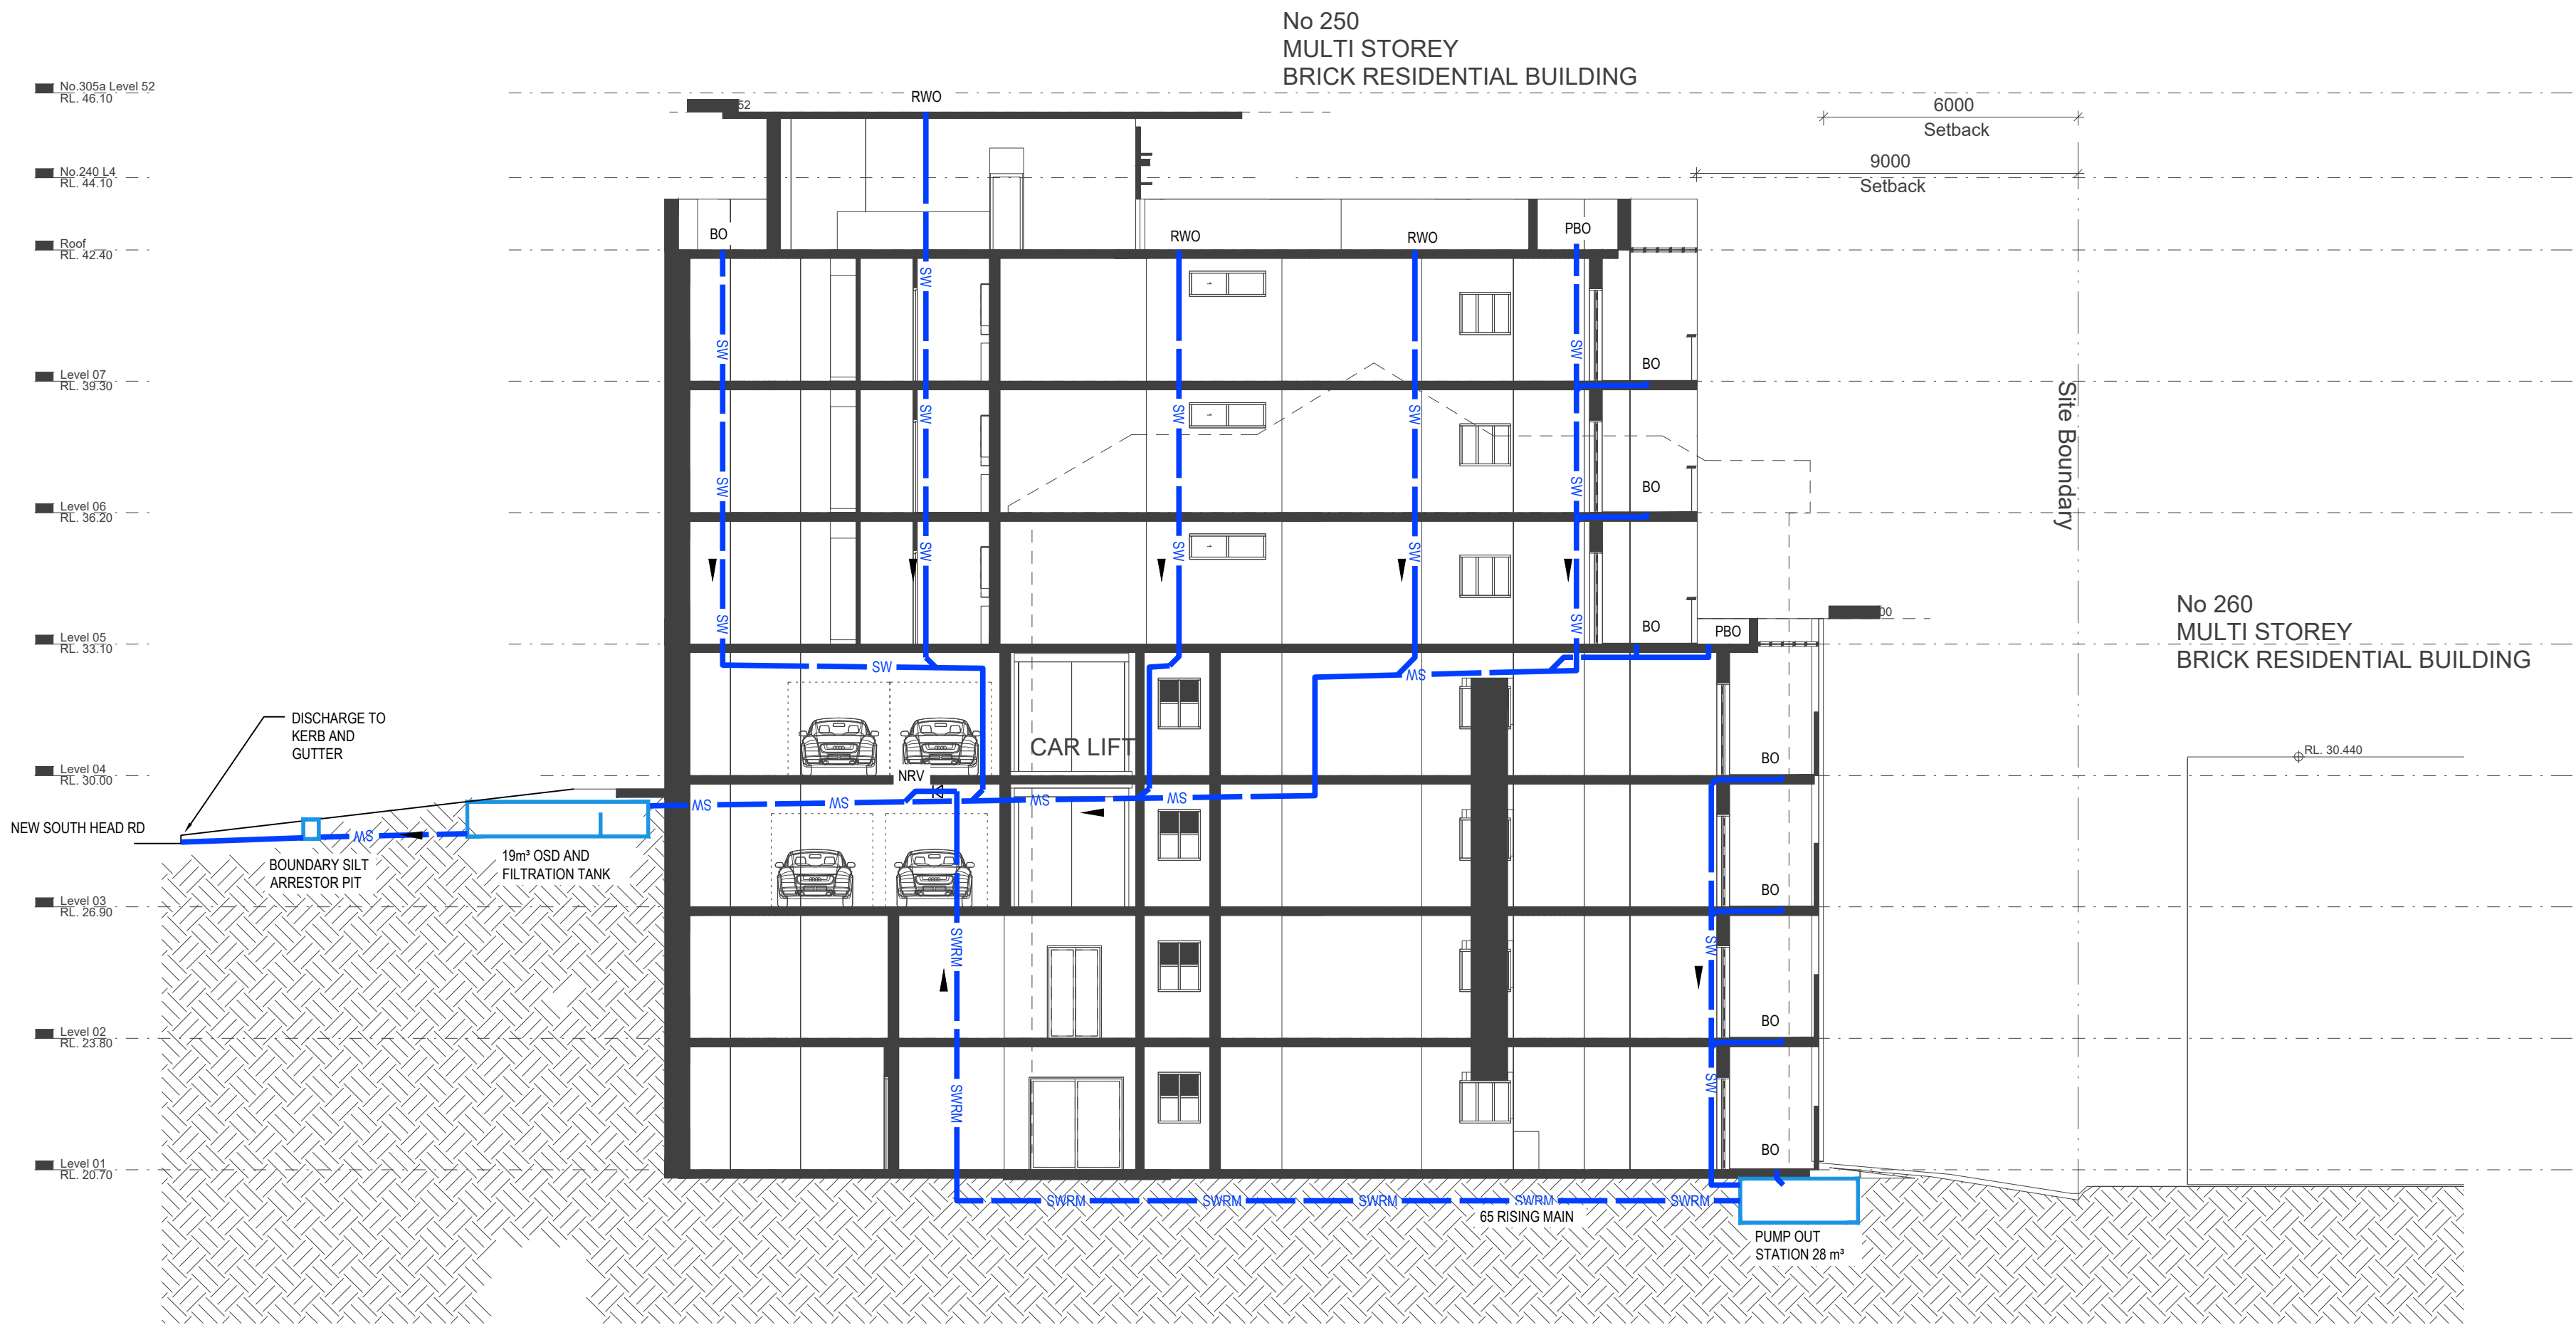 No 250
MULTI STOREY
BRICK RESIDENTIAL BUILDING
No.305a Level 52
RL. 46.10
52
RWO
6000
Setback
No.240 L4
RL. 44.10
9000
Setback
Roof
RL. 42.40
BO
RWO
RWO
PBO
SW
SW
SW
BO
Level 07
RL. 39.30
SW
SW
SW
Site Boundary
SW
BO
SW
Level 06
RL. 36.20
SW
SW
SW
No 260
MULTI STOREY
BRICK RESIDENTIAL BUILDING
00
SW
SW
BO
PBO
Level 05
RL. 33.10
SW
SW
DISCHARGE TO
KERB AND
GUTTER
CAR LIFT
RL. 30.440
BO
Level 04
RL. 30.00
NRV
SW
SW
SW
SW
NEW SOUTH HEAD RD
SW
19m³ OSD AND
FILTRATION TANK
BOUNDARY SILT
ARRESTOR PIT
BO
Level 03
RL. 26.90
SWRM
SW
BO
Level 02
RL. 23.80
SWRM
SW
BO
Level 01
RL. 20.70
SWRM
SWRM
SWRM
SWRM
SWRM
65 RISING MAIN
PUMP OUT
STATION 28 m³